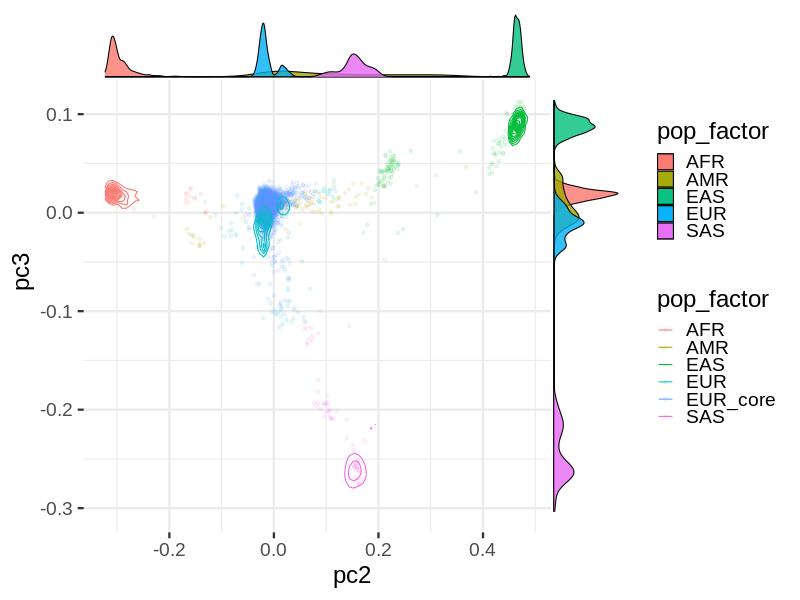 pop_factor
AFR
AMR
EAS
EUR
SAS
pop_factor
AFR
AMR
EAS
EUR
EUR_core
SAS
pc3
0.1
0.0
-0.1
-0.2
-0.3
-0.2
0.0
0.2
0.4
pc2